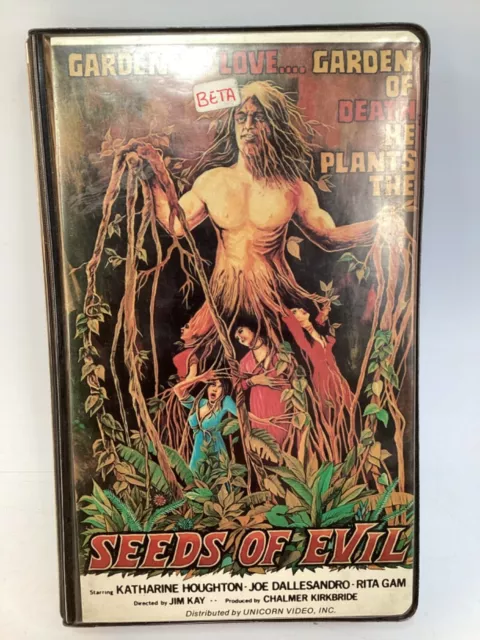 GARDEN LOVE.... GARDEN
BETA
OF
DEATH
HE
PLANTS
THE
SEEDS OF EVIL
Starring KATHARINE HOUGHTON · JOE DALLESANDRO · RITA GAM
Directed by JIM KAY · · Produced by CHALMER KIRKBRIDE
Distributed by UNICORN VIDEO, INC.